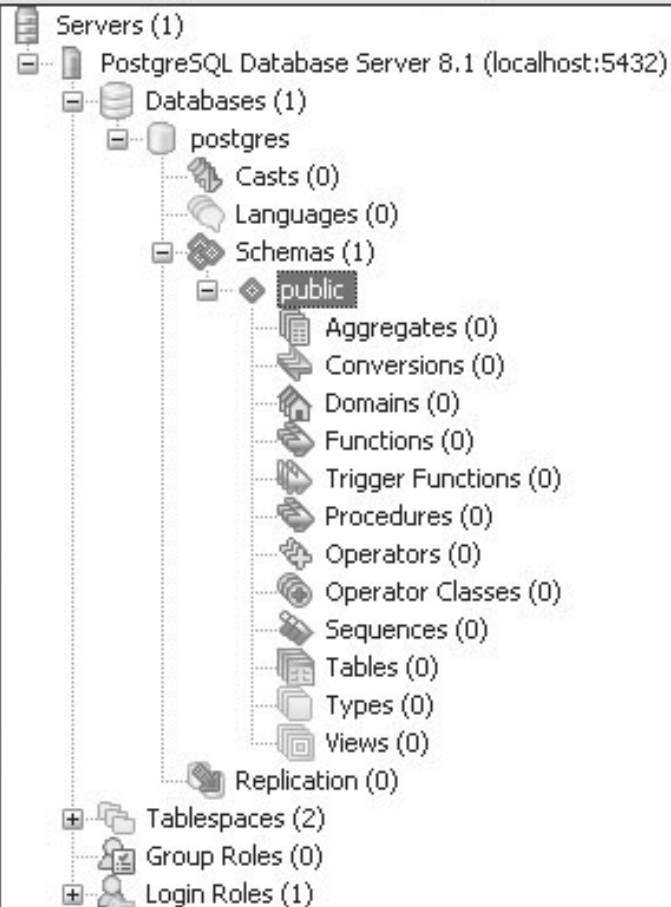 Servers (1)
PostgreSQL Database Server 8.1 (localhost:5432)
Databases (1)
postgres
Casts (0)
Languages (0)
Schemas (1)
public
Aggregates (0)
Conversions (0)
Domains (0)
Functions (0)
Trigger Functions (0)
Procedures (0)
Operators (0)
Operator Classes (0)
Sequences (0)
Tables (0)
Types (0)
Views (0)
Replication (0)
Tablespaces (2)
Group Roles (0)
Login Roles (1)